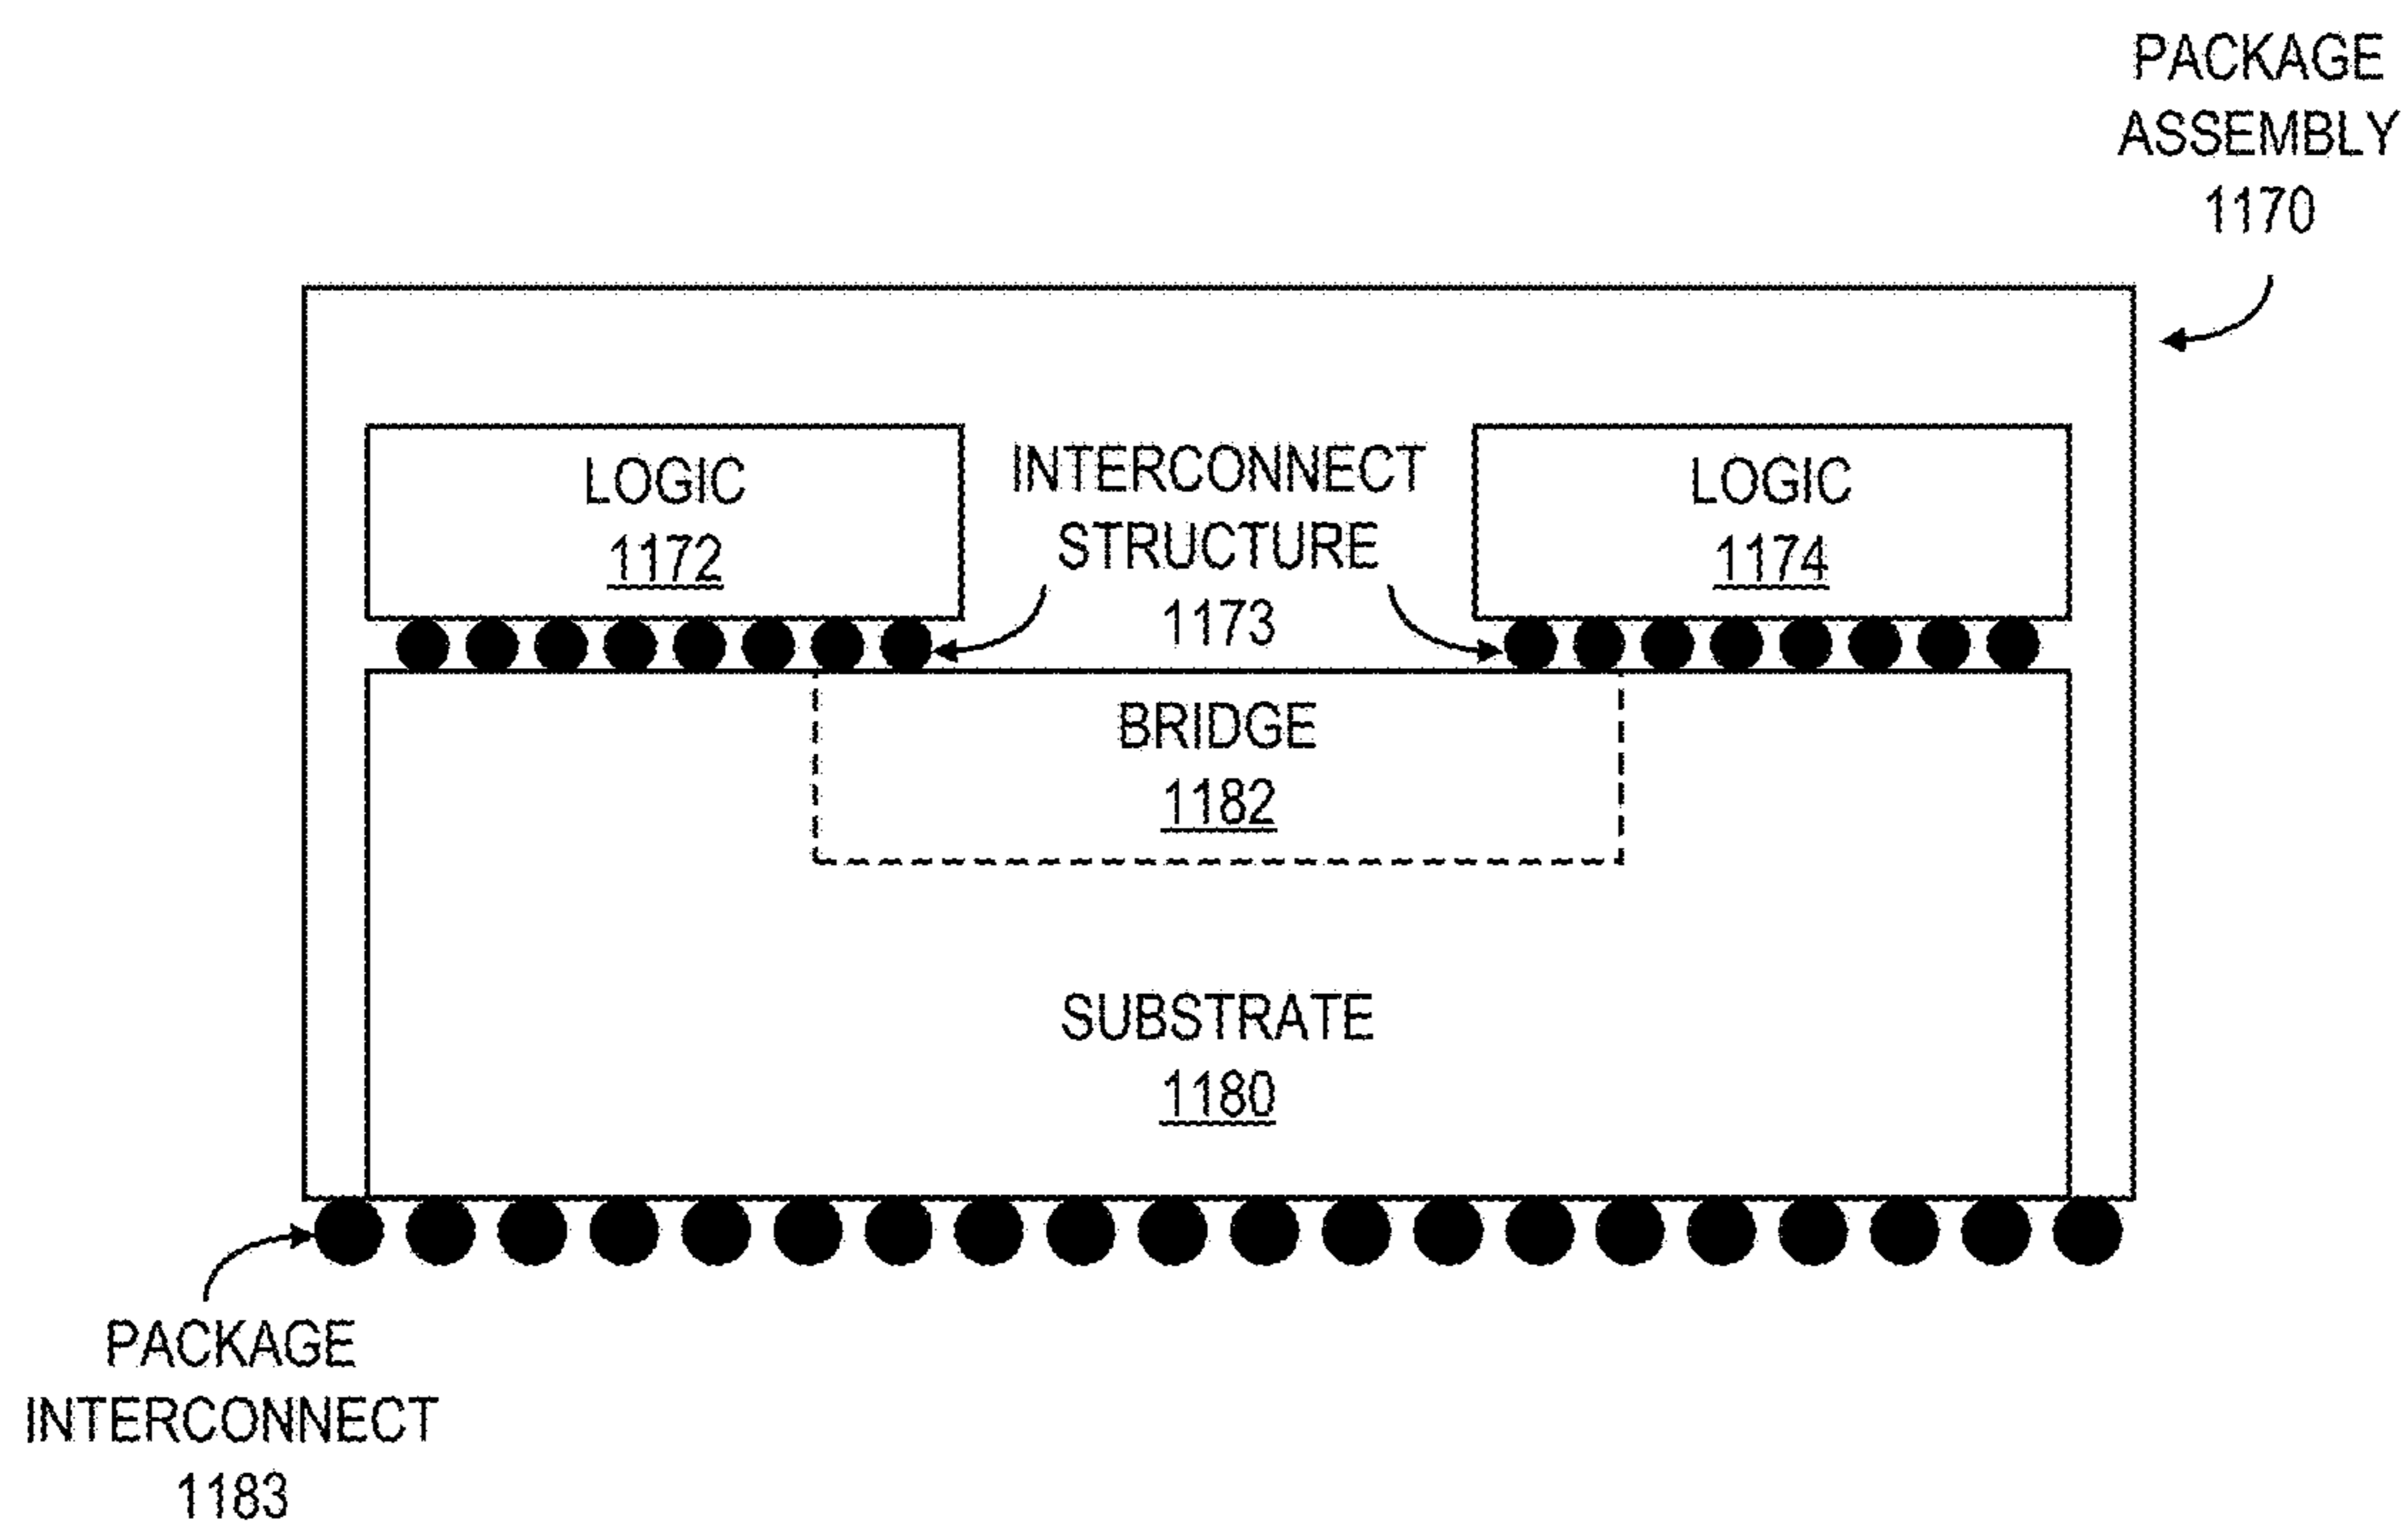 PACKAGE
ASSEMBLY
1170
LOGIC
1172
INTERCONNECT
STRUCTURE
1173
LOGIC
1174
BRIDGE
1182
SUBSTRATE
1180
PACKAGE
INTERCONNECT
1183